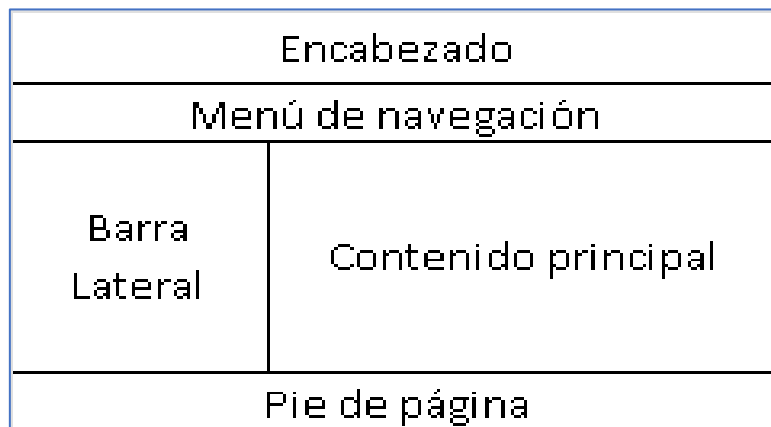 Encabezado
Menú de navegación
Barra
Lateral
Contenido principal
Pie de página